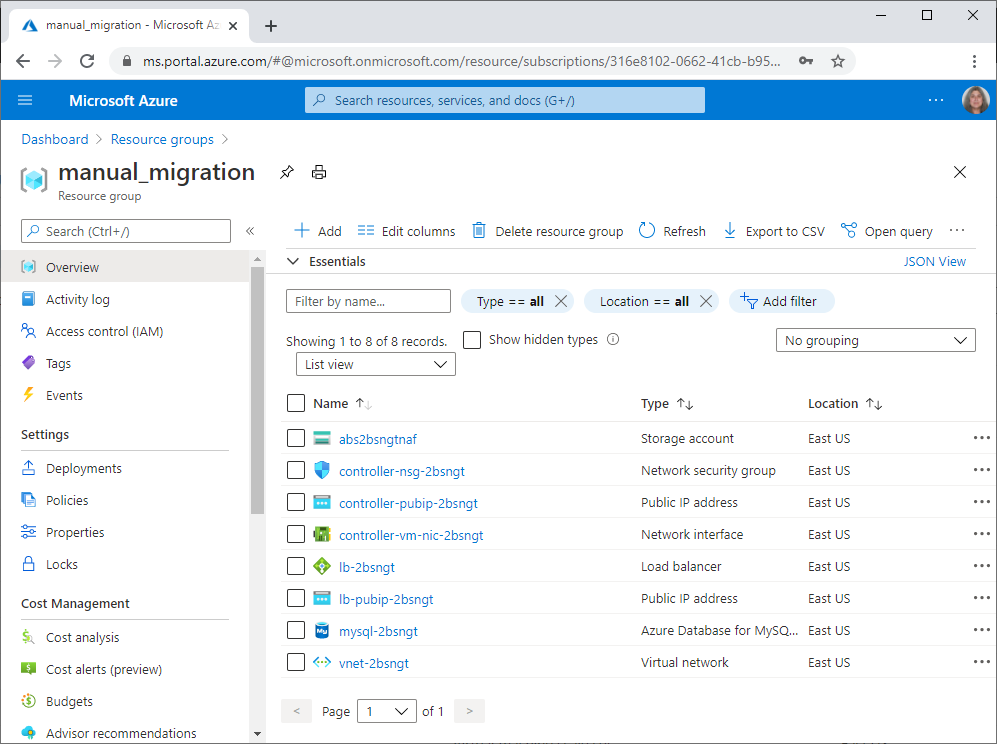 manual_migration - Microsoft Az
ms.portal.azure.com/#@microsoft.onmicrosoft.com/resource/subscriptions/316e8102-0662-41cb-b95...
Microsoft Azure
Search resources, services, and docs (G+/)
Dashboard > Resource groups >
manual_migration
Resource group
Search (Ctrl+/)
«
Add
Edit columns
Delete resource group
Refresh
Export to CSV
Open query
...
Overview
Activity log
Access control (IAM)
Tags
Events
Settings
Deployments
Policies
Properties
Locks
Cost Management
Cost analysis
Cost alerts (preview)
Budgets
Advisor recommendations
Essentials
JSON View
Filter by name...
Type == all
Location == all
Add filter
Showing 1 to 8 of 8 records.
Show hidden types
No grouping
List view
Name Type Location
abs2bsngtnaf Storage account East US
controller-nsg-2bsngt Network security group East US
controller-pubip-2bsngt Public IP address East US
controller-vm-nic-2bsngt Network interface East US
lb-2bsngt Load balancer East US
lb-pubip-2bsngt Public IP address East US
mysql-2bsngt Azure Database for MySQ... East US
vnet-2bsngt Virtual network East US
< Page 1 of 1 >